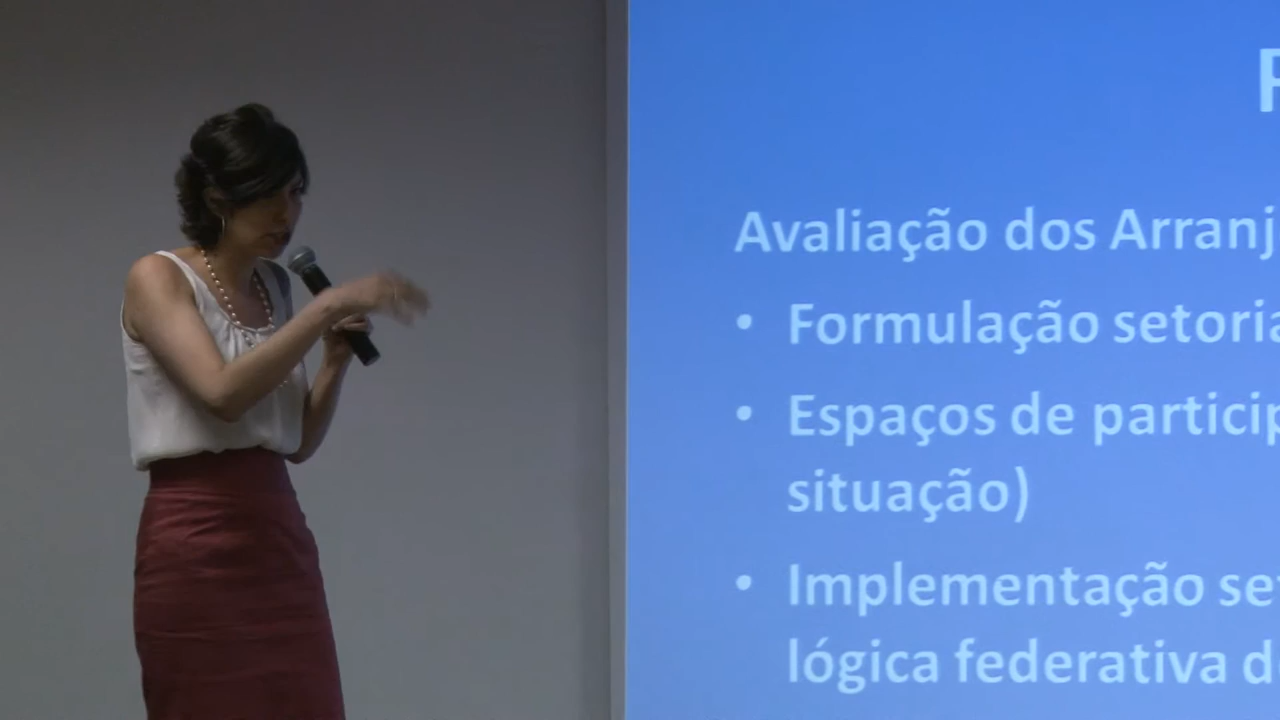 Avaliação dos Arranj
• Formulação setoria
• Espaços de particip
situação)
• Implementação se
lógica federativa d